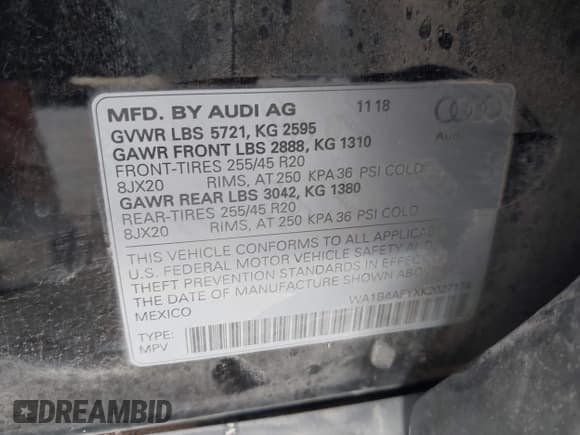 MFD. BY AUDI AG 11 18
GVWR LBS 5721, KG 2595
GAWR FRONT LBS 2888, KG 1310
FRONT-TIRES 255/45 R20
8JX20 RIMS, AT 250 KPA 36 PSI COLD
GAWR REAR LBS 3042, KG 1380
REAR-TIRES 255/45 R20
8JX20 RIMS, AT 250 KPA 36 PSI COLD
THIS VEHICLE CONFORMS TO ALL
U.S. FEDERAL MOTOR VEHICLE SAFETY
THEFT PREVENTION STANDARDS IN EFFECT
THE DATE OF MANUFACTURE
MEXICO
TYPE:
MPV
DREAMBID